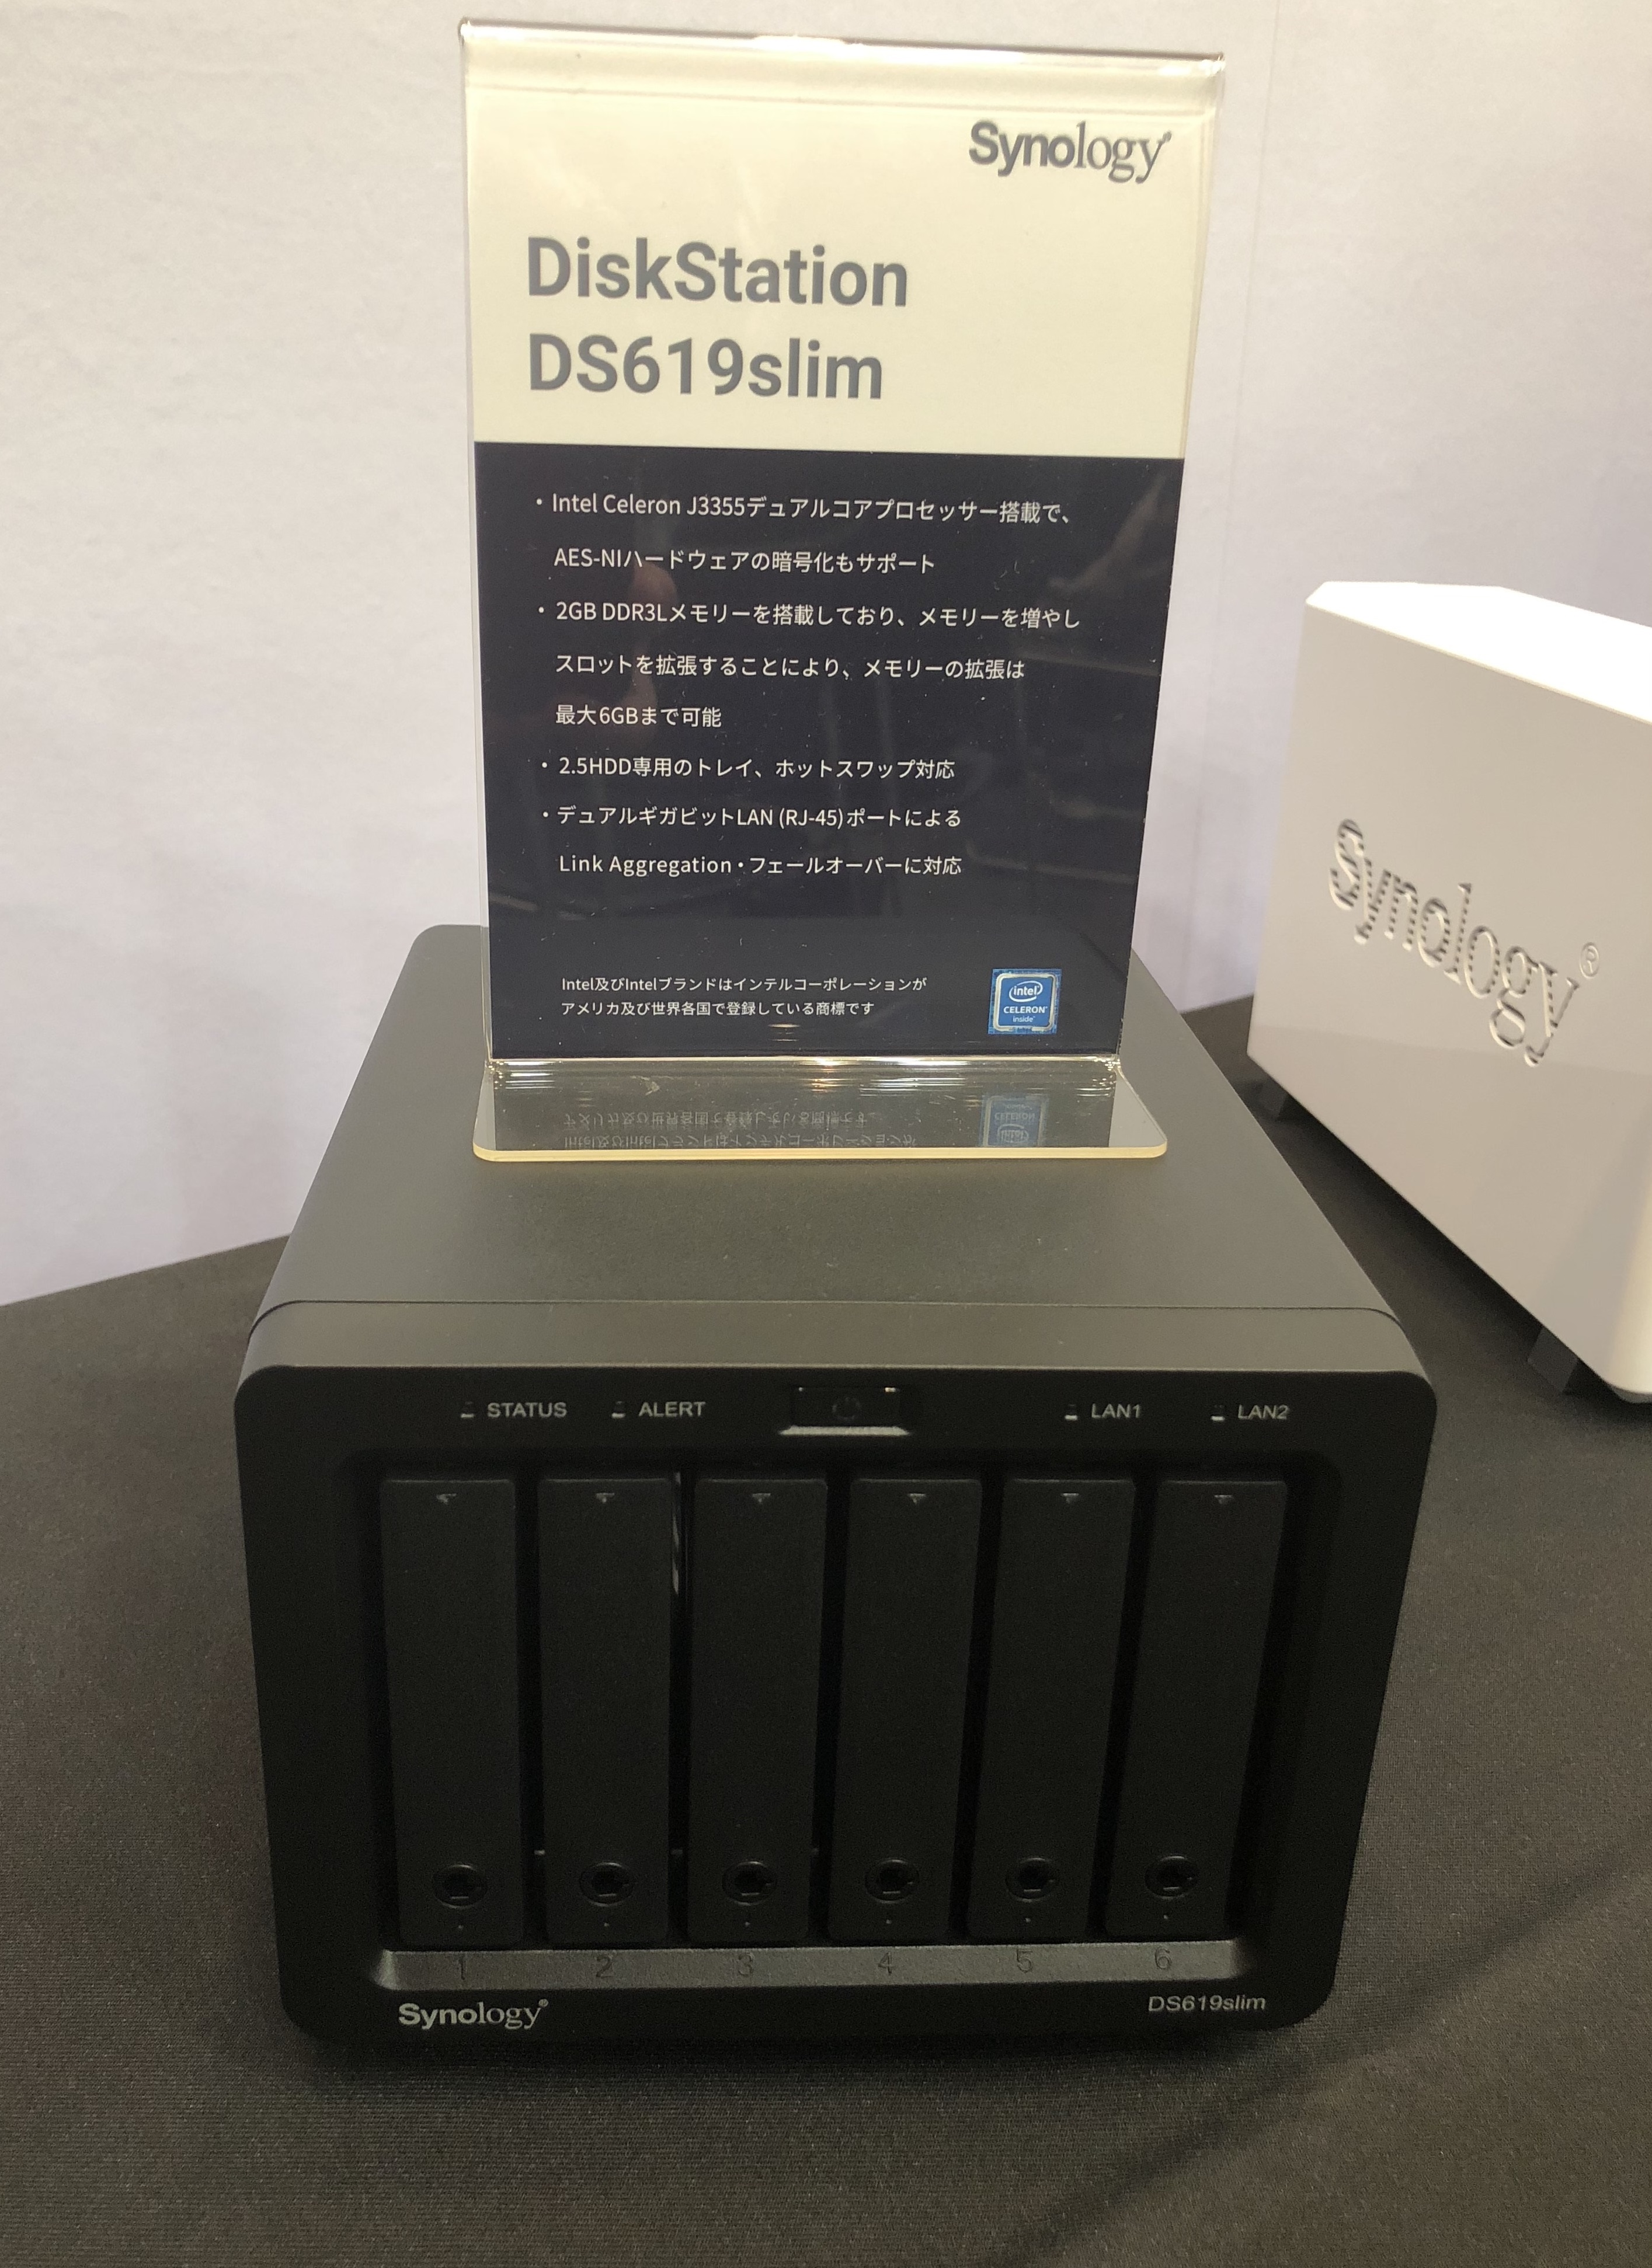 Synology
DiskStation
DS619slim
・Intel Celeron J3355デュアルコアプロセッサー搭載で、
AES-NIハードウェアの暗号化もサポート
・2GB DDR3Lメモリーを搭載しており、メモリーを増やし
スロットを拡張することにより、メモリーの拡張は
最大6GBまで可能
・2.5HDD専用のトレイ、ホットスワップ対応
・デュアルギガビットLAN (RJ-45)ポートによる
Link Aggregation・フェールオーバーに対応
Intel及びIntelブランドはインテルコーポレーションが
アメリカ及び世界各国で登録している商標です
intel
CELERON
inside
Synology®
STATUS ALERT LAN1 LAN2
1 2 3 4 5 6
Synology® DS619slim